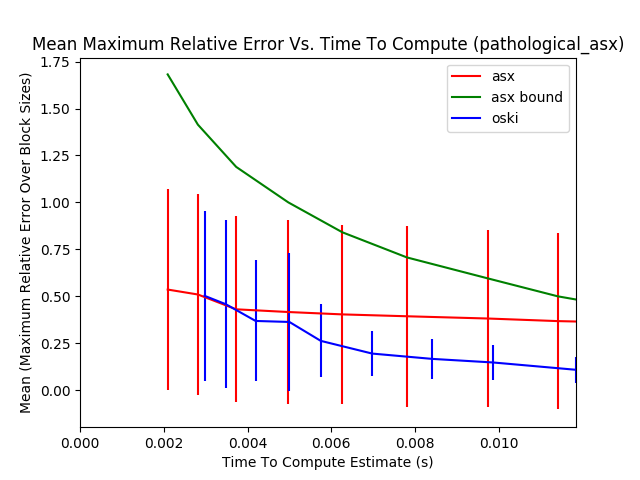 Mean Maximum Relative Error Vs. Time To Compute (pathological_asx)
Mean (Maximum Relative Error Over Block Sizes)
1.75
1.50
1.25
1.00
0.75
0.50
0.25
0.00
asx
asx bound
oski
0.000 0.002 0.004 0.006 0.008 0.010
Time To Compute Estimate (s)